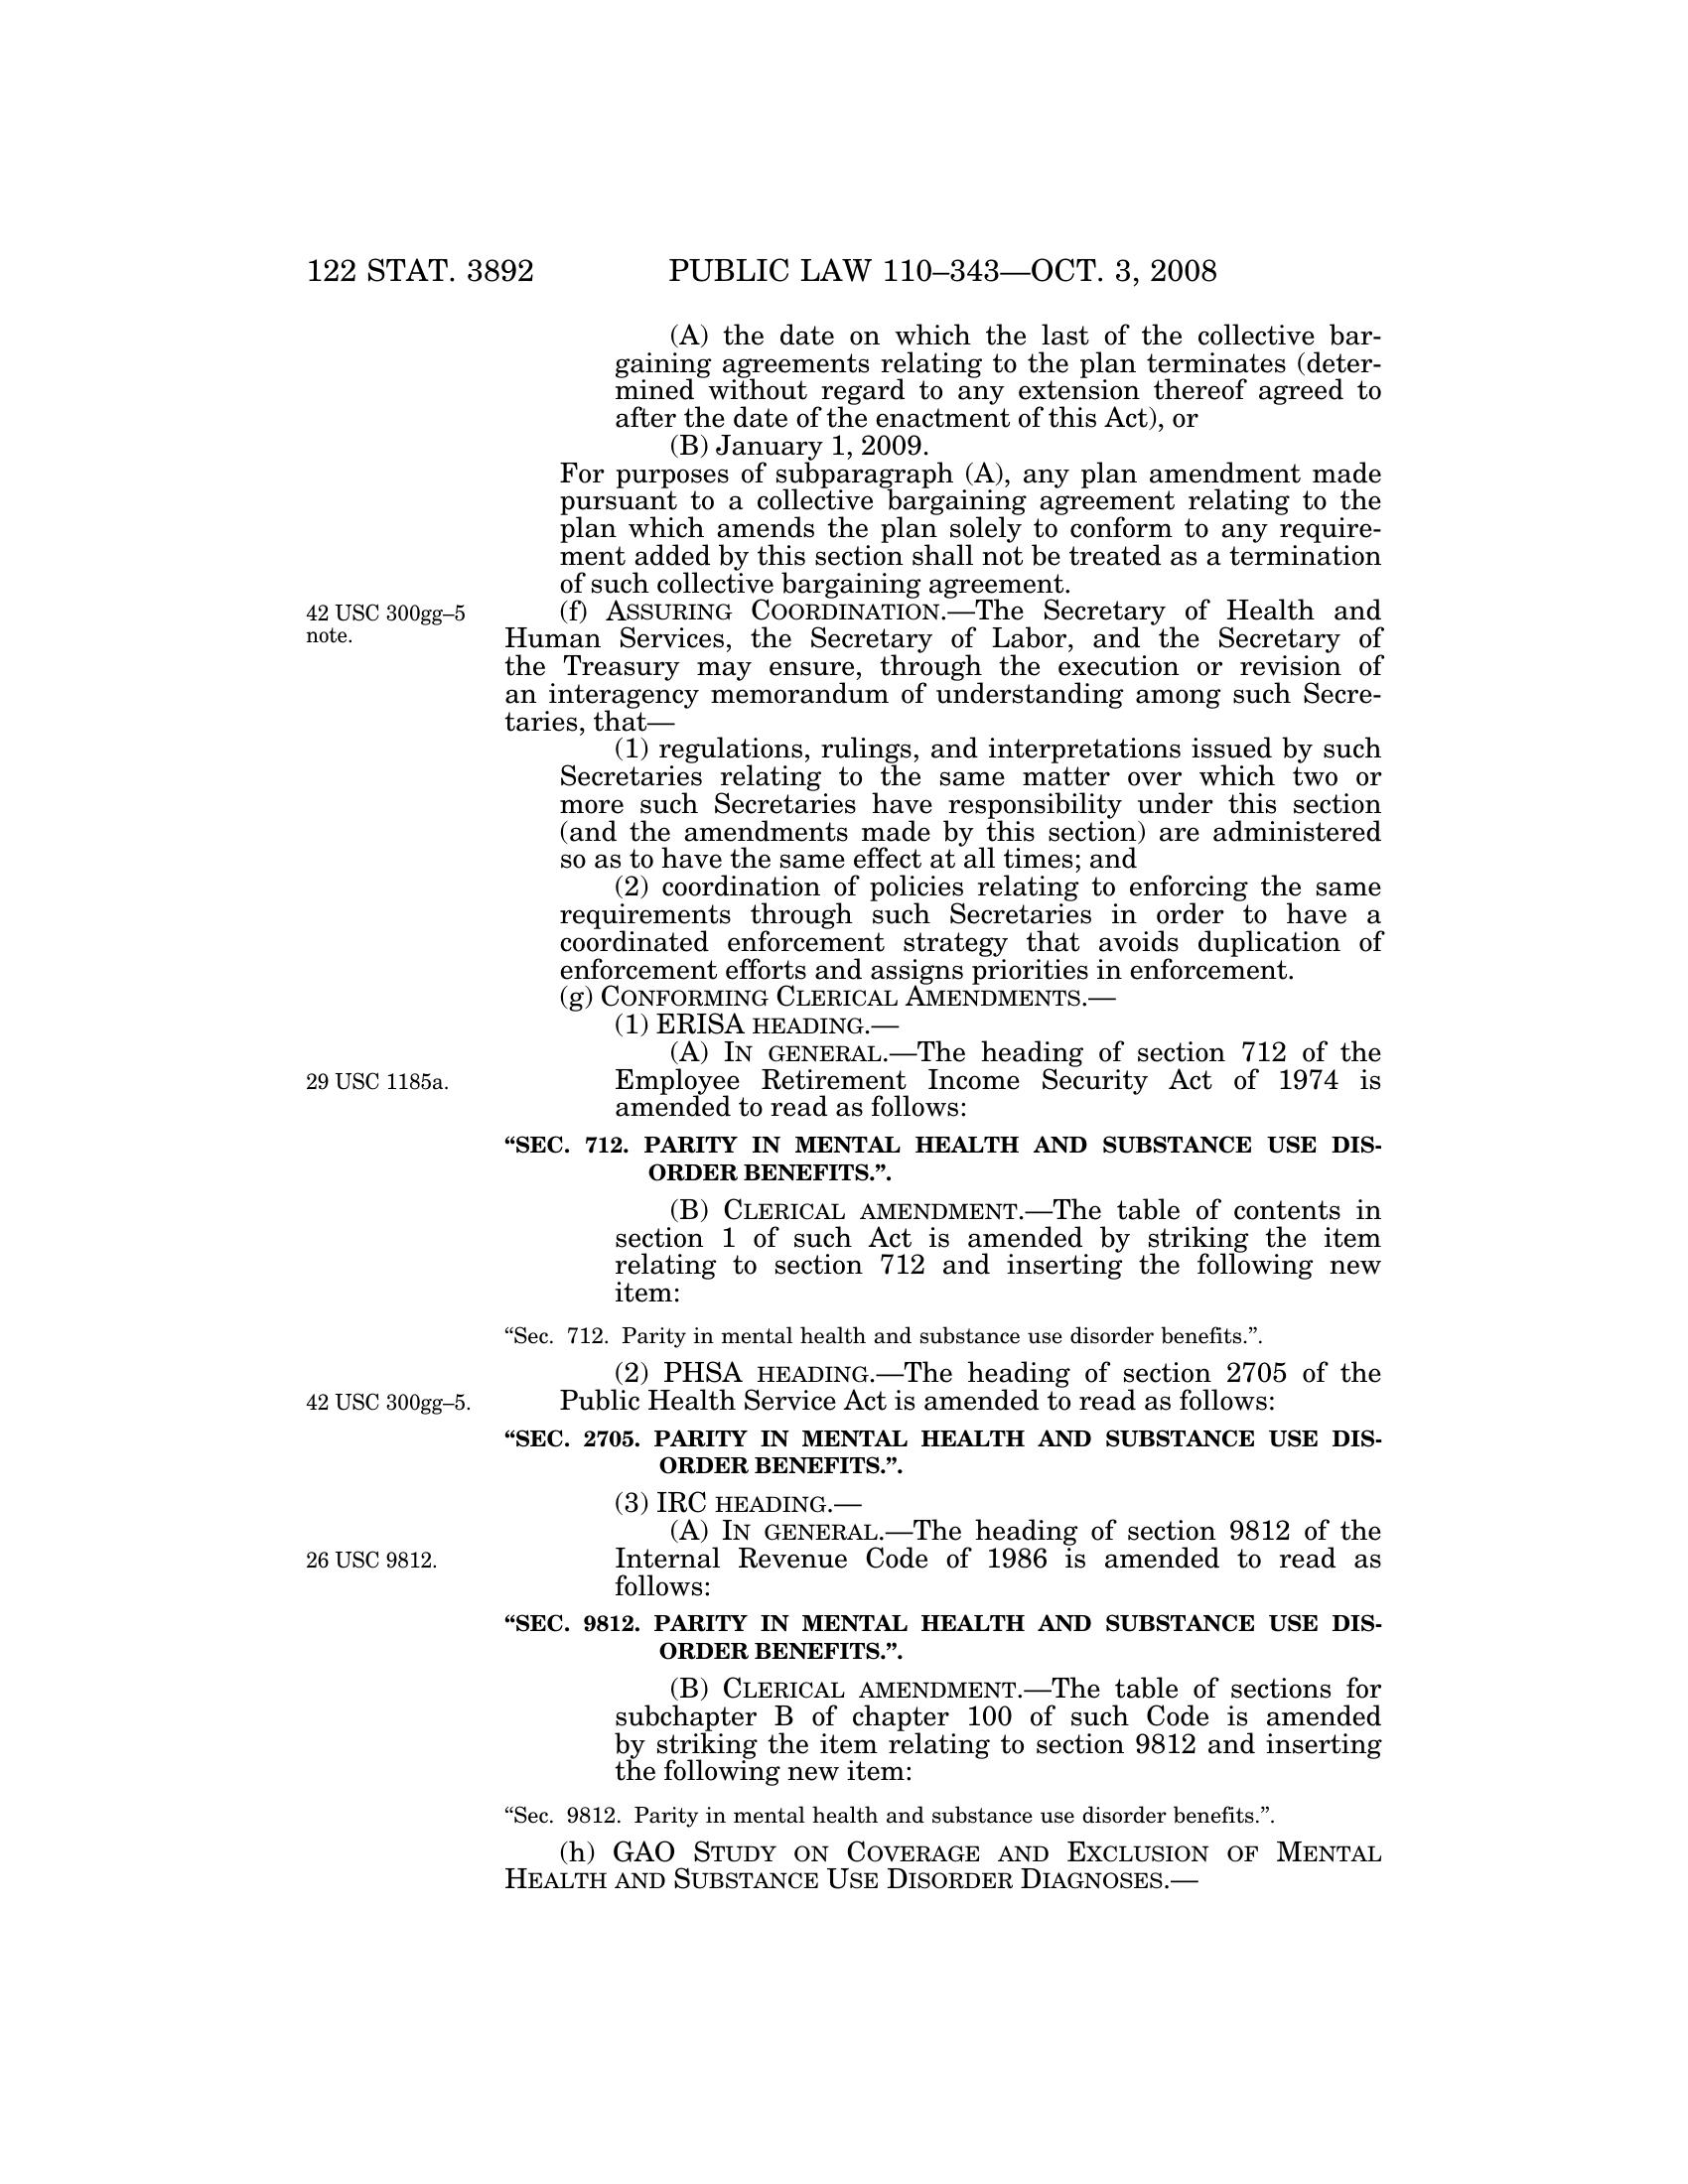 122 STAT. 3892 PUBLIC LAW 110–343—OCT. 3, 2008
(A) the date on which the last of the collective bar-
gaining agreements relating to the plan terminates (deter-
mined without regard to any extension thereof agreed to
after the date of the enactment of this Act), or
(B) January 1, 2009.
For purposes of subparagraph (A), any plan amendment made
pursuant to a collective bargaining agreement relating to the
plan which amends the plan solely to conform to any require-
ment added by this section shall not be treated as a termination
of such collective bargaining agreement.
42 USC 300gg–5
note.
(f) ASSURING COORDINATION.—The Secretary of Health and
Human Services, the Secretary of Labor, and the Secretary of
the Treasury may ensure, through the execution or revision of
an interagency memorandum of understanding among such Secre-
taries, that—
(1) regulations, rulings, and interpretations issued by such
Secretaries relating to the same matter over which two or
more such Secretaries have responsibility under this section
(and the amendments made by this section) are administered
so as to have the same effect at all times; and
(2) coordination of policies relating to enforcing the same
requirements through such Secretaries in order to have a
coordinated enforcement strategy that avoids duplication of
enforcement efforts and assigns priorities in enforcement.
(g) CONFORMING CLERICAL AMENDMENTS.—
(1) ERISA HEADING.—
(A) IN GENERAL.—The heading of section 712 of the
29 USC 1185a.
Employee Retirement Income Security Act of 1974 is
amended to read as follows:
“SEC. 712. PARITY IN MENTAL HEALTH AND SUBSTANCE USE DIS-
ORDER BENEFITS.”.
(B) CLERICAL AMENDMENT.—The table of contents in
section 1 of such Act is amended by striking the item
relating to section 712 and inserting the following new
item:
“Sec. 712. Parity in mental health and substance use disorder benefits.”.
(2) PHSA HEADING.—The heading of section 2705 of the
42 USC 300gg–5.
Public Health Service Act is amended to read as follows:
“SEC. 2705. PARITY IN MENTAL HEALTH AND SUBSTANCE USE DIS-
ORDER BENEFITS.”.
(3) IRC HEADING.—
(A) IN GENERAL.—The heading of section 9812 of the
26 USC 9812.
Internal Revenue Code of 1986 is amended to read as
follows:
“SEC. 9812. PARITY IN MENTAL HEALTH AND SUBSTANCE USE DIS-
ORDER BENEFITS.”.
(B) CLERICAL AMENDMENT.—The table of sections for
subchapter B of chapter 100 of such Code is amended
by striking the item relating to section 9812 and inserting
the following new item:
“Sec. 9812. Parity in mental health and substance use disorder benefits.”.
(h) GAO STUDY ON COVERAGE AND EXCLUSION OF MENTAL
HEALTH AND SUBSTANCE USE DISORDER DIAGNOSES.—